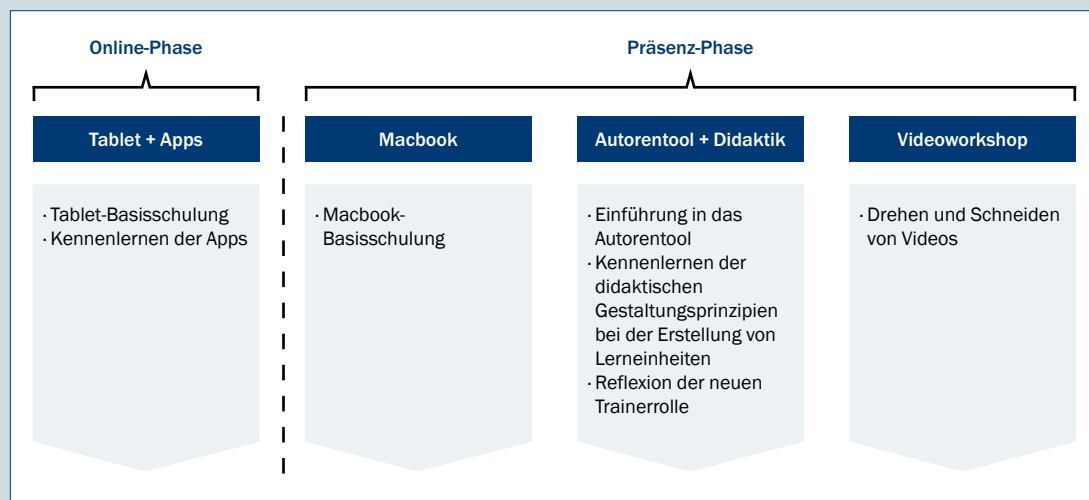 Online-Phase
Präsenz-Phase
Tablet + Apps
Macbook
Autorentool + Didaktik
Videoworkshop
· Tablet-Basisschulung
· Kennenlernen der Apps
· Macbook-
Basisschulung
· Einführung in das
Autorentool
· Kennenlernen der
didaktischen
Gestaltungsprinzipien
bei der Erstellung von
Lerneinheiten
· Reflexion der neuen
Trainerrolle
· Drehen und Schneiden
von Videos